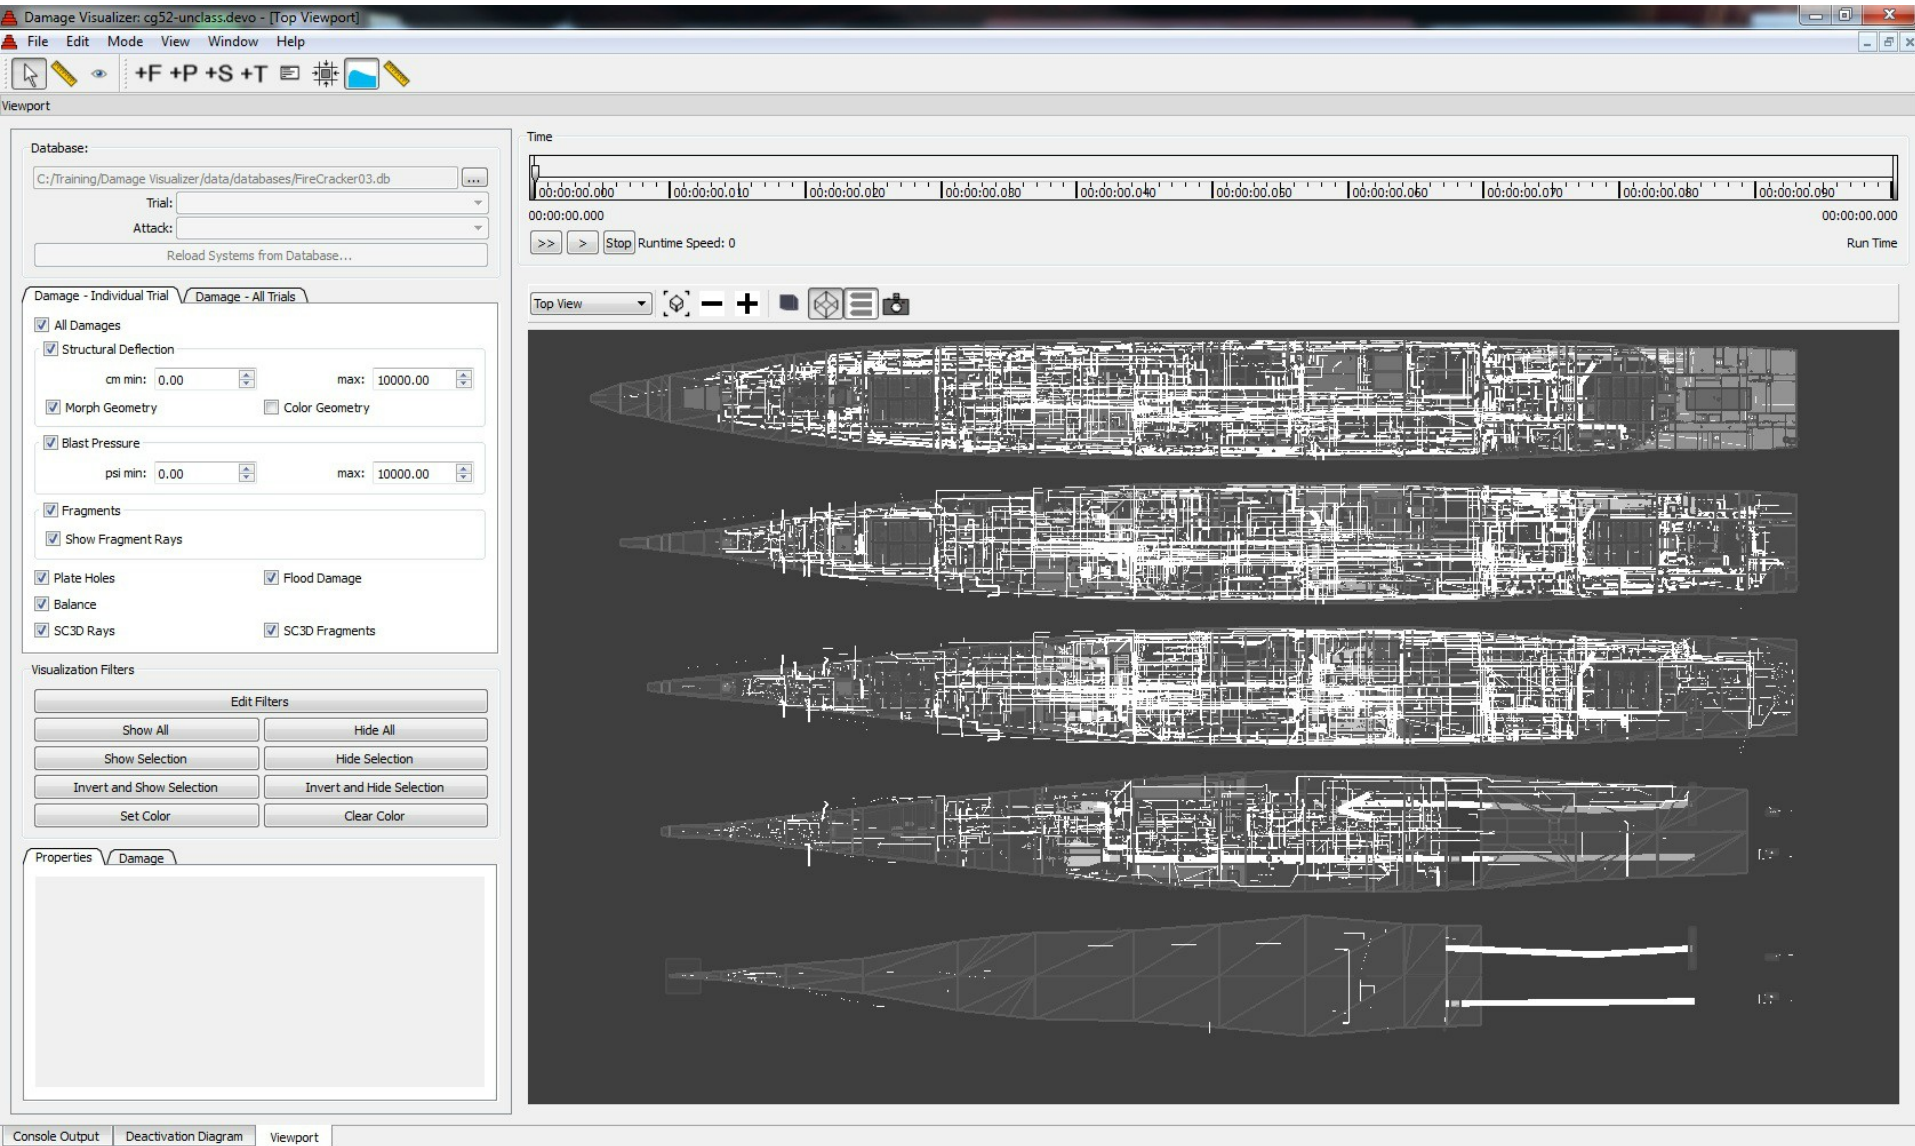 Damage Visualizer: cg52-unclass.devo - [Top Viewport]
File Edit Mode View Window Help
+F +P +S +T
Viewport
Database:
C:/Training/Damage Visualizer/data/databases/FireCracker03.db ...
Trial:
Attack:
Reload Systems from Database...
Damage - Individual Trial Damage - All Trials
All Damages
Structural Deflection
cm min: 0.00 max: 10000.00
Morph Geometry Color Geometry
Blast Pressure
psi min: 0.00 max: 10000.00
Fragments
Show Fragment Rays
Plate Holes Flood Damage
Balance
SC3D Rays SC3D Fragments
Visualization Filters
Edit Filters
Show All Hide All
Show Selection Hide Selection
Invert and Show Selection Invert and Hide Selection
Set Color Clear Color
Properties Damage
Time
00:00:00.000 00:00:00.010 00:00:00.020 00:00:00.030 00:00:00.040 00:00:00.050 00:00:00.060 00:00:00.070 00:00:00.080 00:00:00.090
00:00:00.000 00:00:00.000
>> > Stop Runtime Speed: 0 Run Time
Top View
Console Output Deactivation Diagram Viewport